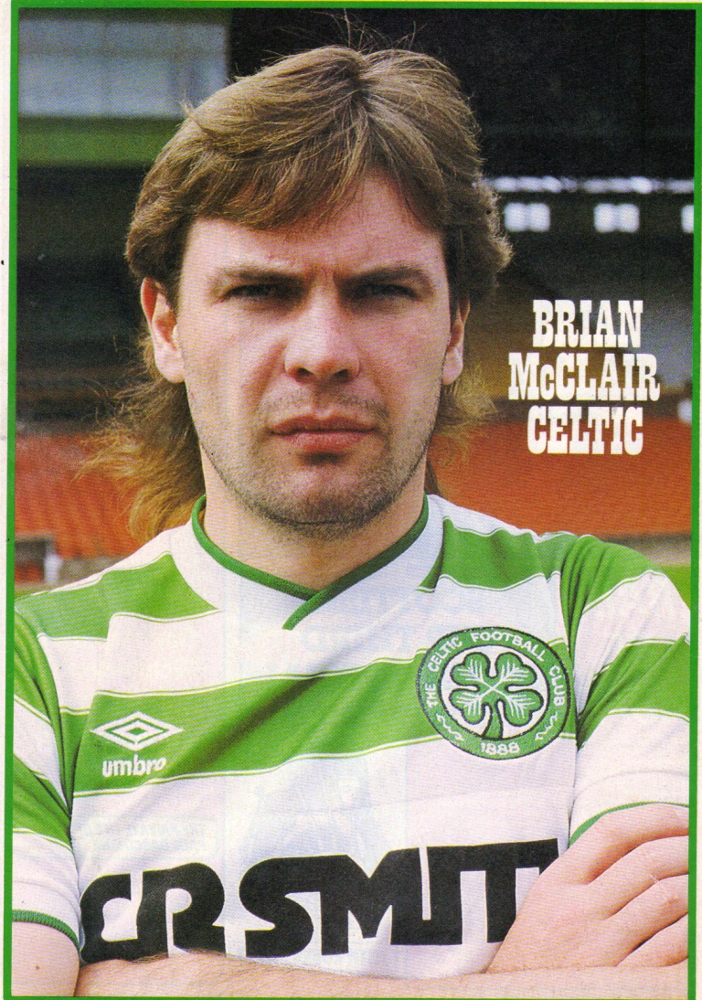 BRIAN
McCLAIR
CELTIC
THE CELTIC FOOTBALL CLUB
1888
umbro
CR SMIT